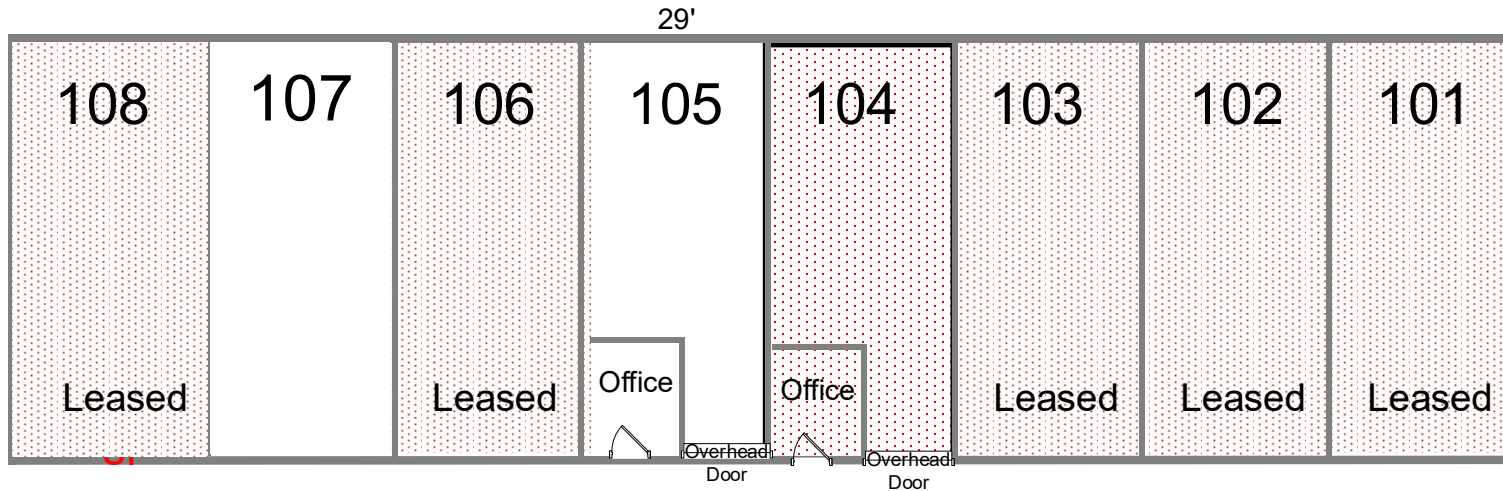 29'
108
107
106
105
104
103
102
101
Leased
Leased
Office
Office
Leased
Leased
Leased
Overhead
Door
Overhead
Door